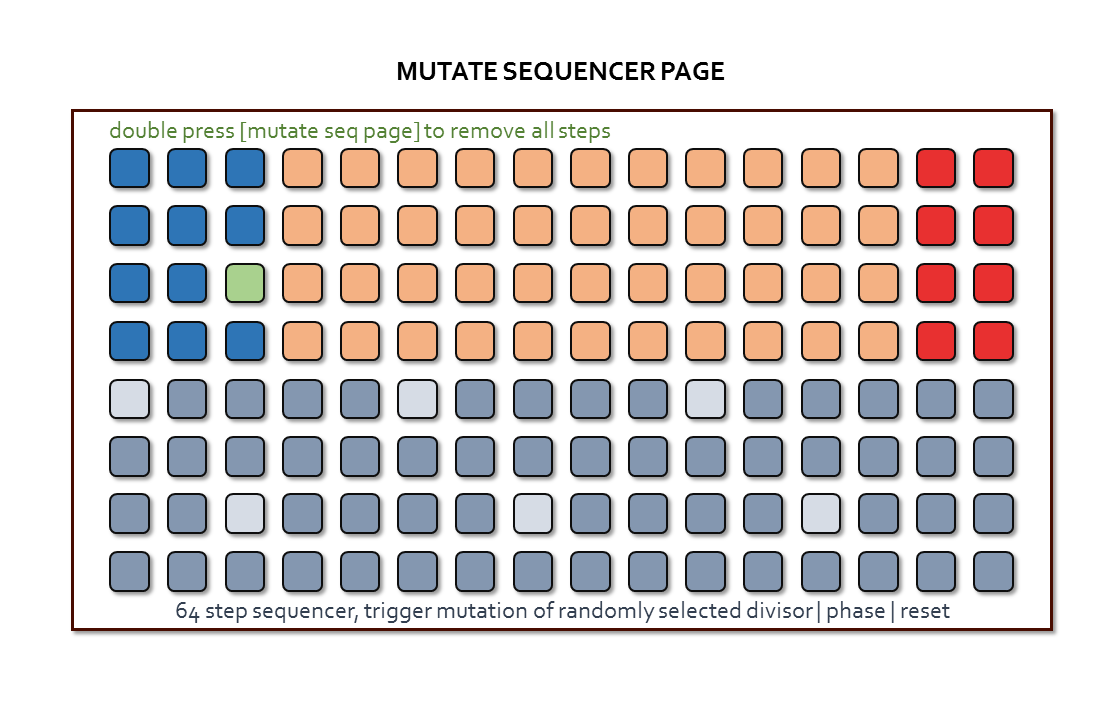 MUTATE SEQUENCER PAGE
double press [mutate seq page] to remove all steps
64 step sequencer, trigger mutation of randomly selected divisor | phase | reset